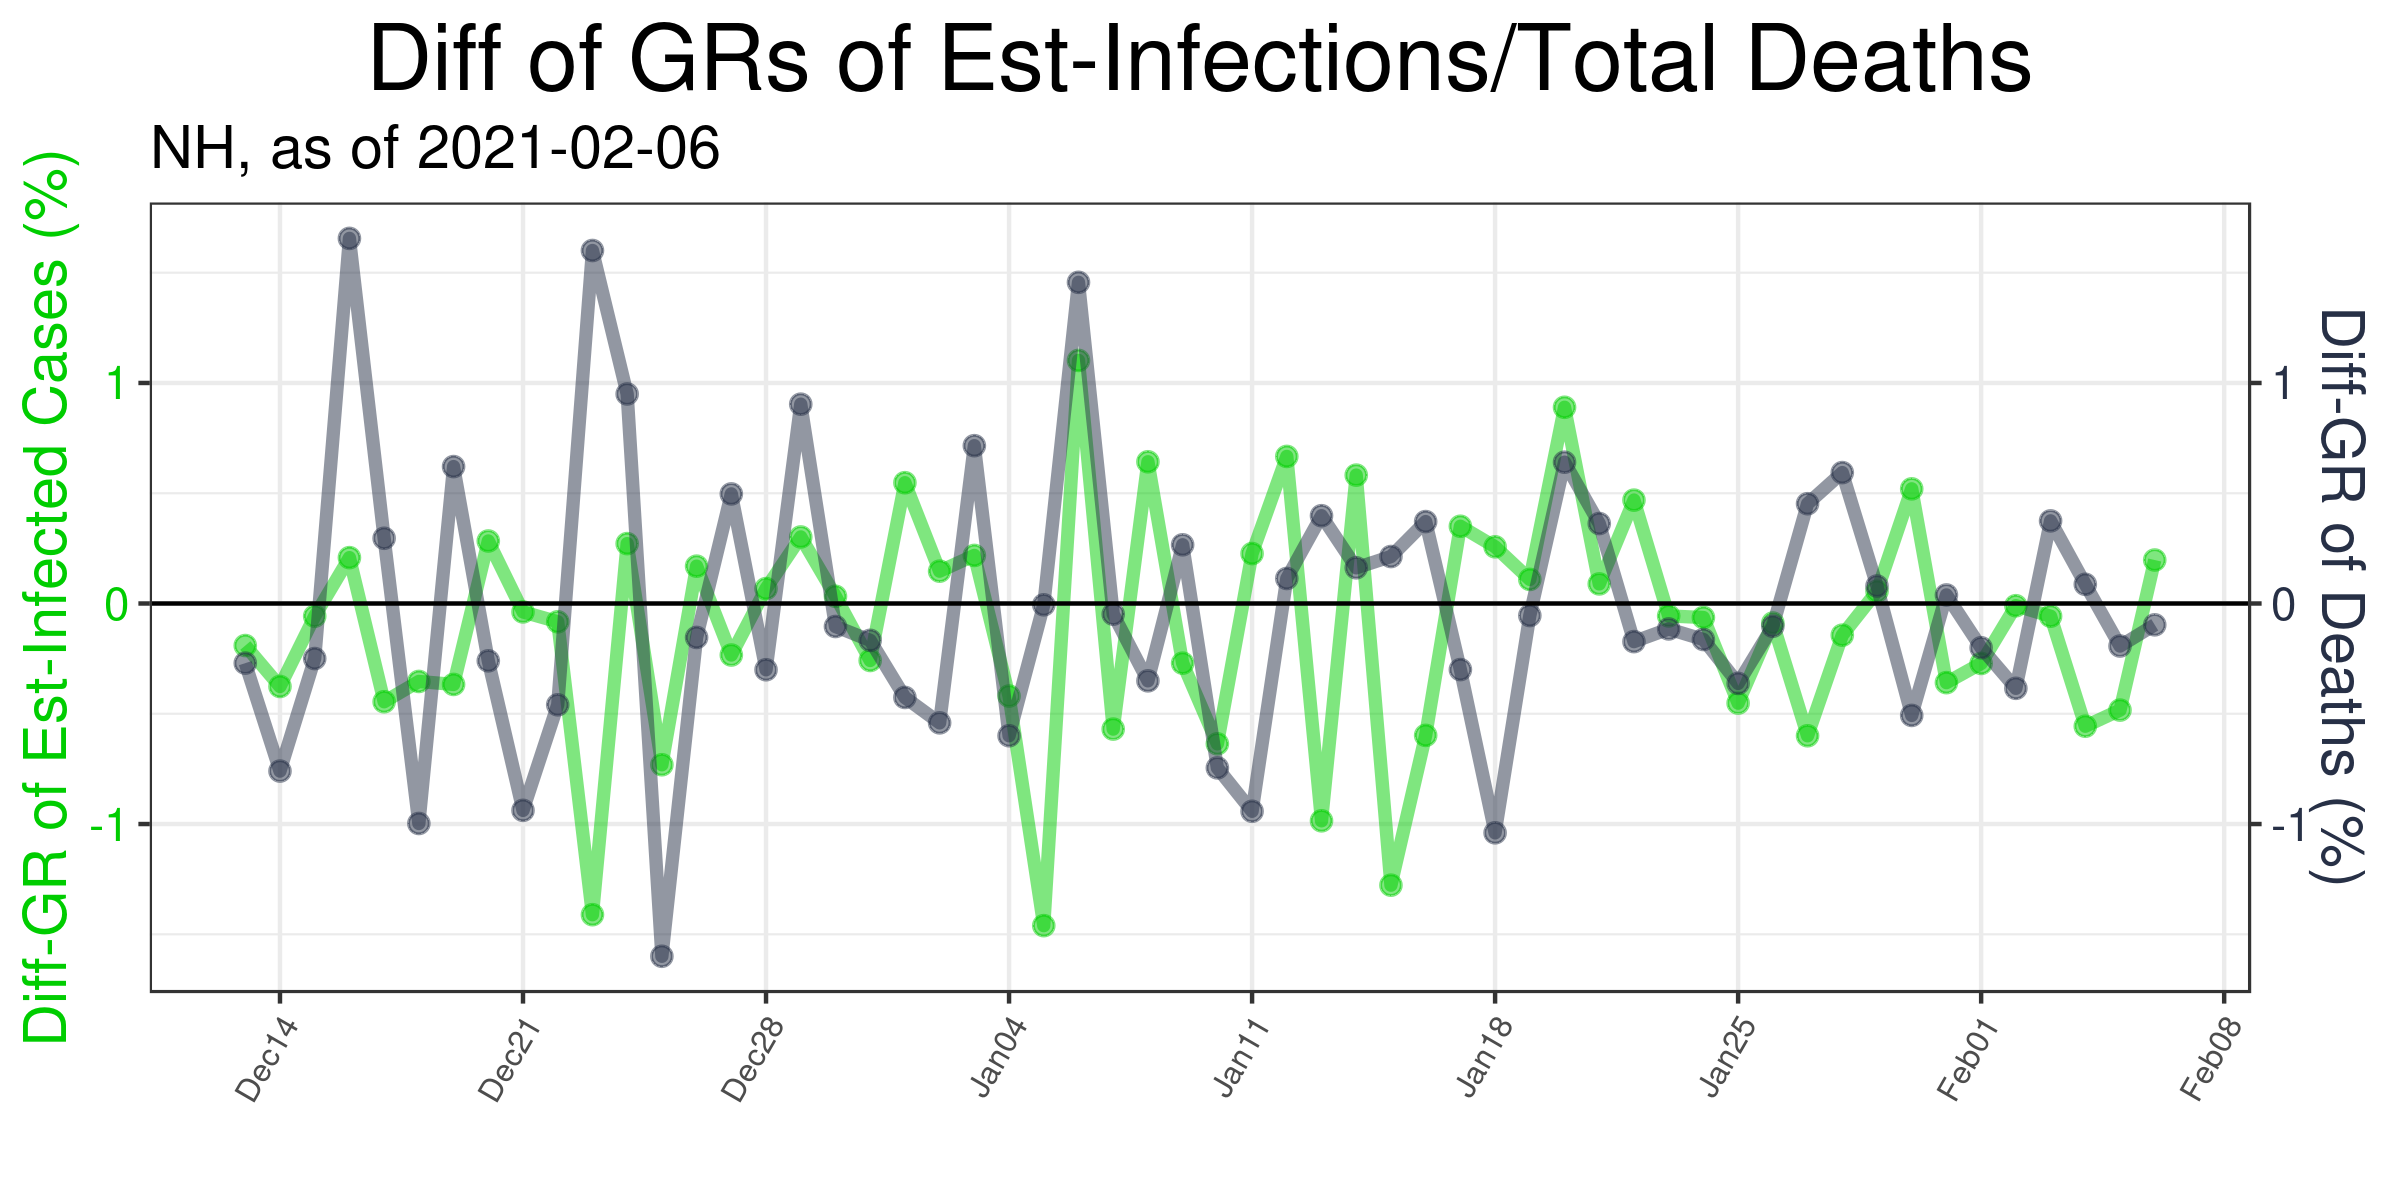 Diff of GRs of Est-Infections/Total Deaths
NH, as of 2021-02-06
Diff-GR of Est-Infected Cases (%)
1
0
-1
1
0
-1
Diff-GR of Deaths (%)
Dec14
Dec21
Dec28
Jan04
Jan11
Jan18
Jan25
Feb01
Feb08